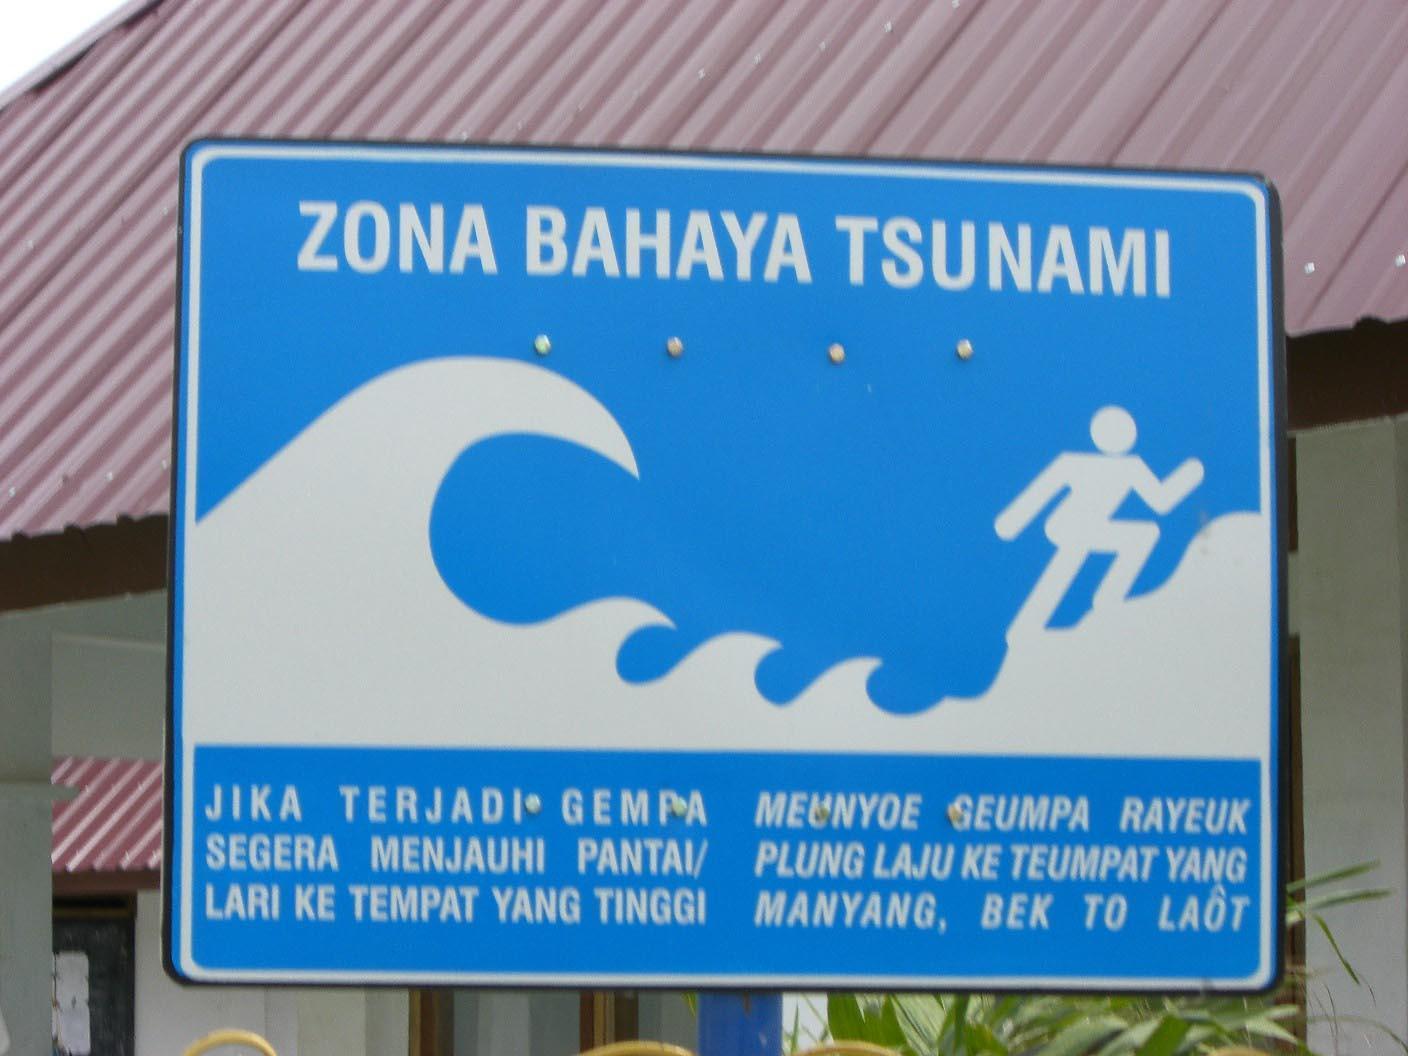 ZONA BAHAYA TSUNAMI
JIKA TERJADI GEMPA
SEGERA MENJAUHI PANTAI/
LARI KE TEMPAT YANG TINGGI
MEUNYOE GEUMPA RAYEUK
PLUNG LAJU KE TEUMPAT YANG
MANYANG, BEK TO LAÔT